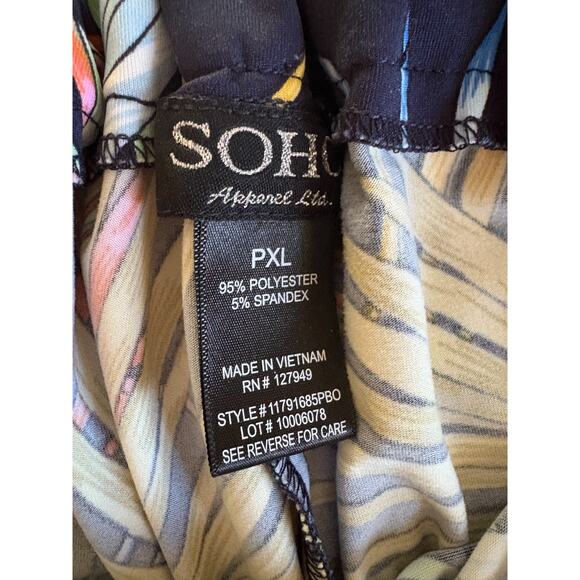 SOHO
Apparel Ltd.
PXL
95% POLYESTER
5% SPANDEX
MADE IN VIETNAM
RN# 127949
STYLE#11791685PBO
LOT# 10006078
SEE REVERSE FOR CARE